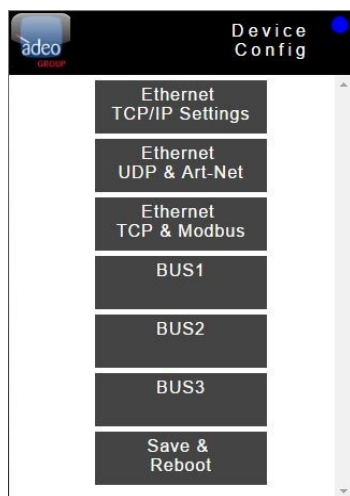 adeo
GROUP
Device
Config
Ethernet
TCP/IP Settings
Ethernet
UDP & Art-Net
Ethernet
TCP & Modbus
BUS1
BUS2
BUS3
Save &
Reboot